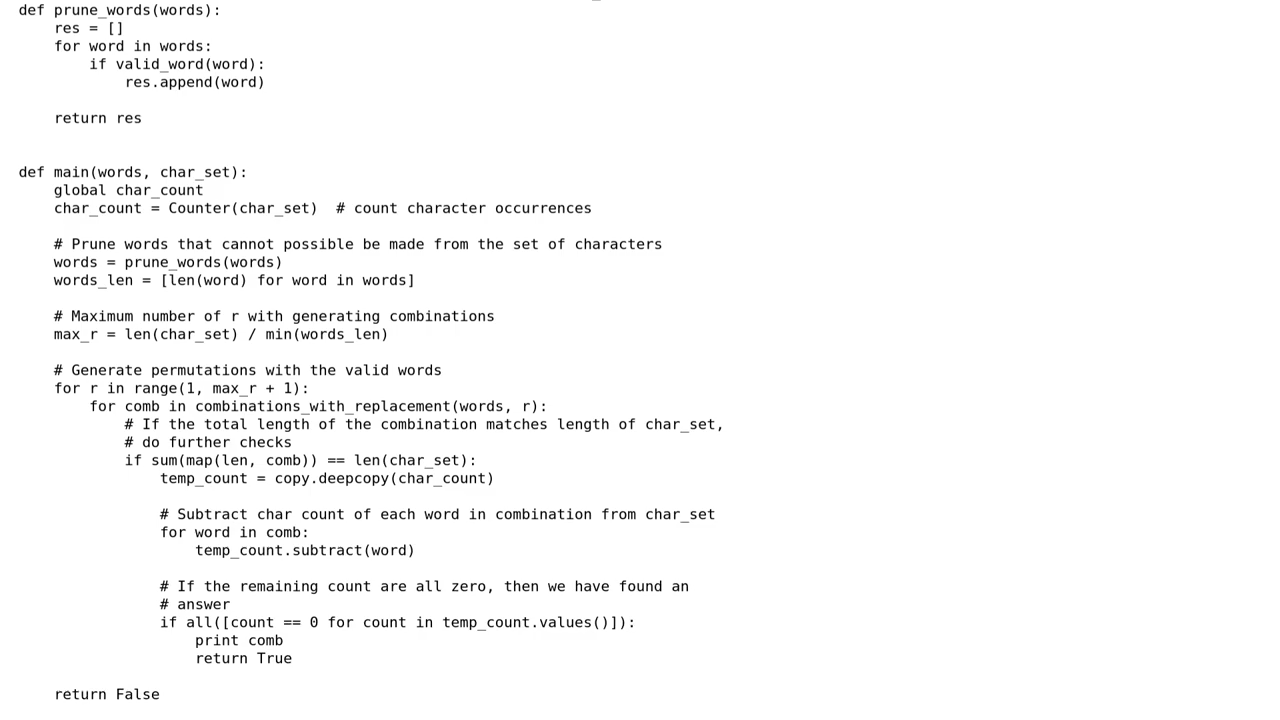 def prune_words(words):
    res = []
    for word in words:
        if valid_word(word):
            res.append(word)

    return res


def main(words, char_set):
    global char_count
    char_count = Counter(char_set)  # count character occurrences

    # Prune words that cannot possible be made from the set of characters
    words = prune_words(words)
    words_len = [len(word) for word in words]

    # Maximum number of r with generating combinations
    max_r = len(char_set) / min(words_len)

    # Generate permutations with the valid words
    for r in range(1, max_r + 1):
        for comb in combinations_with_replacement(words, r):
            # If the total length of the combination matches length of char_set,
            # do further checks
            if sum(map(len, comb)) == len(char_set):
                temp_count = copy.deepcopy(char_count)

                # Subtract char count of each word in combination from char_set
                for word in comb:
                    temp_count.subtract(word)

                # If the remaining count are all zero, then we have found an
                # answer
                if all([count == 0 for count in temp_count.values()]):
                    print comb
                    return True

    return False